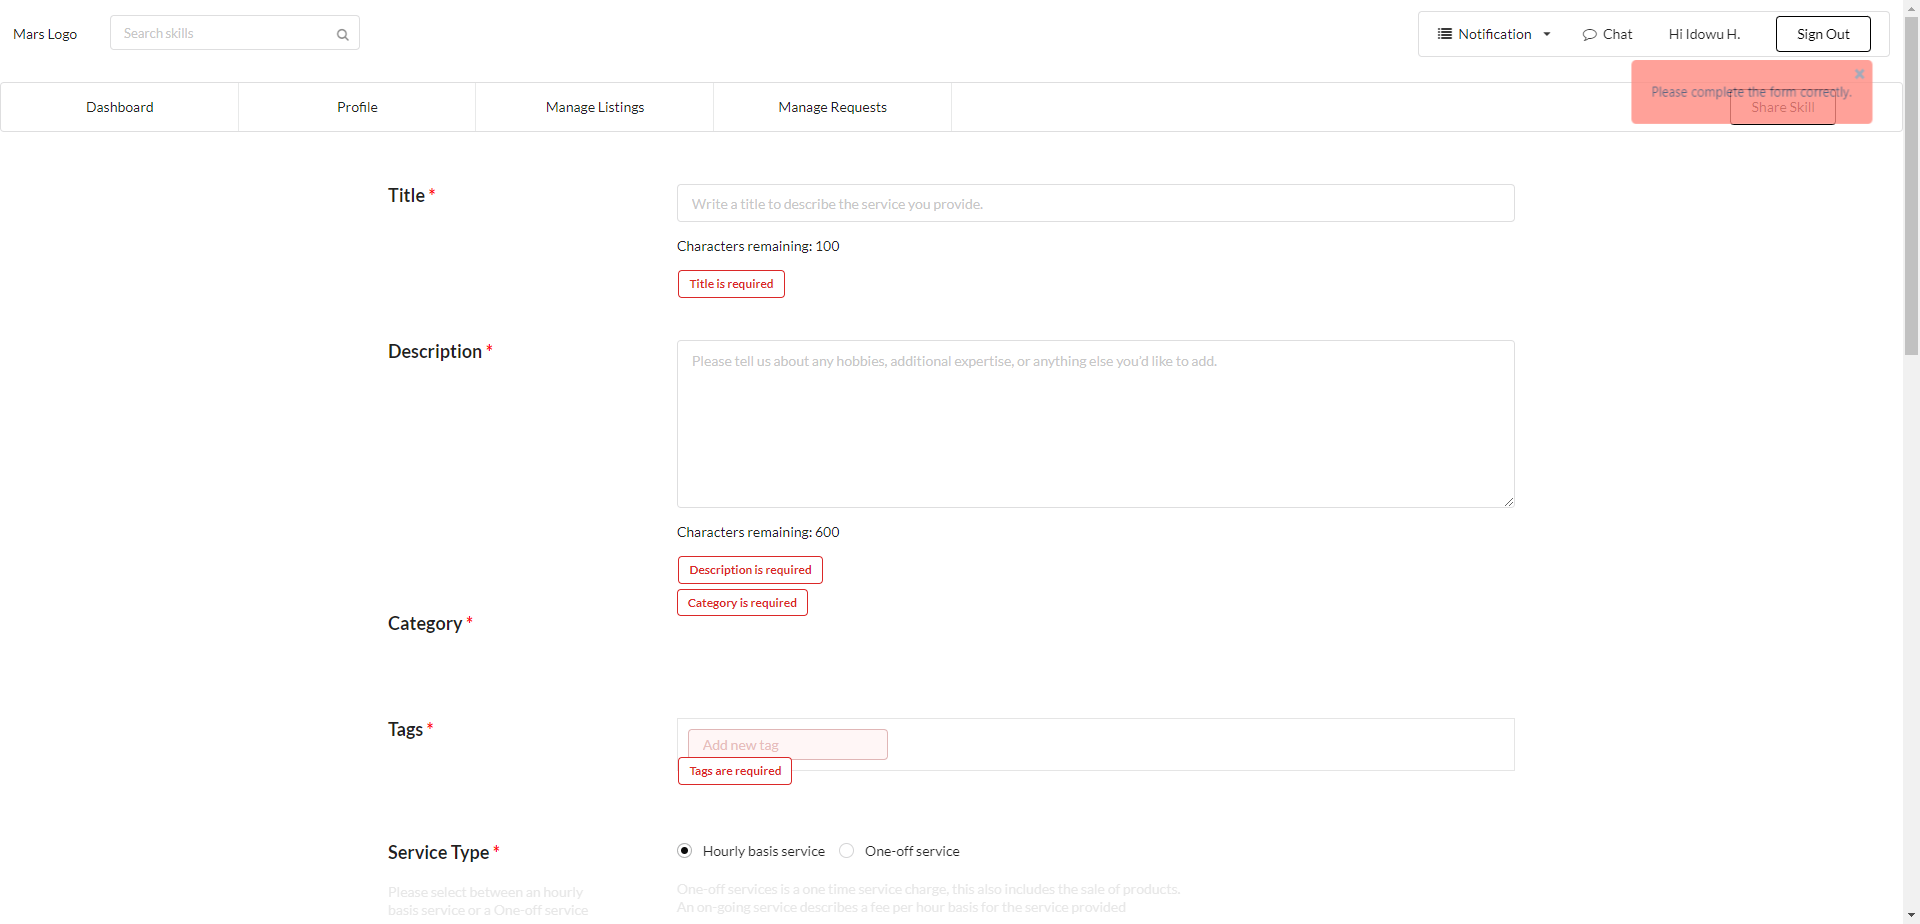 Mars Logo
Search skills
Notification
Chat
Hi Idowu H.
Sign Out
Please complete the form correctly.
Dashboard
Profile
Manage Listings
Manage Requests
Share Skill
Title *
Write a title to describe the service you provide.
Characters remaining: 100
Title is required
Description *
Please tell us about any hobbies, additional expertise, or anything else you'd like to add.
Characters remaining: 600
Description is required
Category is required
Category *
Tags *
Add new tag
Tags are required
Service Type *
Hourly basis service
One-off service
Please select between an hourly
basis service or a One-off service
One-off services is a one time service charge, this also includes the sale of products.
An on-going service describes a fee per hour basis for the service provided